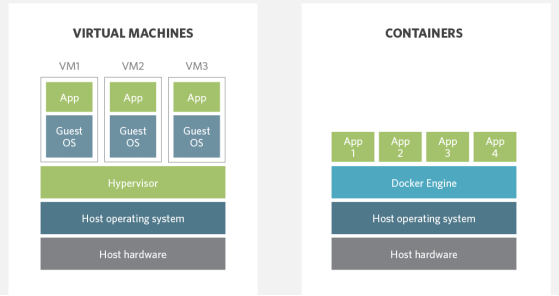 VIRTUAL MACHINES
VM1 VM2 VM3
App App App
Guest Guest Guest
OS OS OS
Hypervisor
Host operating system
Host hardware
CONTAINERS
App App App App
1 2 3 4
Docker Engine
Host operating system
Host hardware